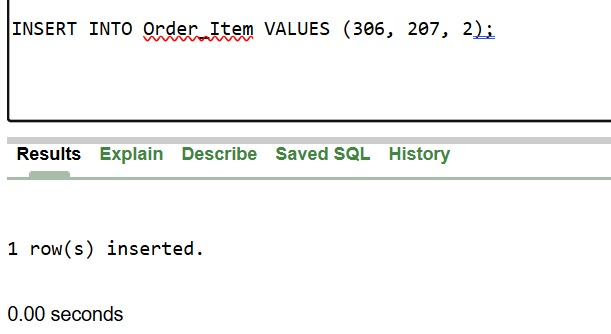 INSERT INTO Order_Item VALUES (306, 207, 2);
Results Explain Describe Saved SQL History
1 row(s) inserted.
0.00 seconds